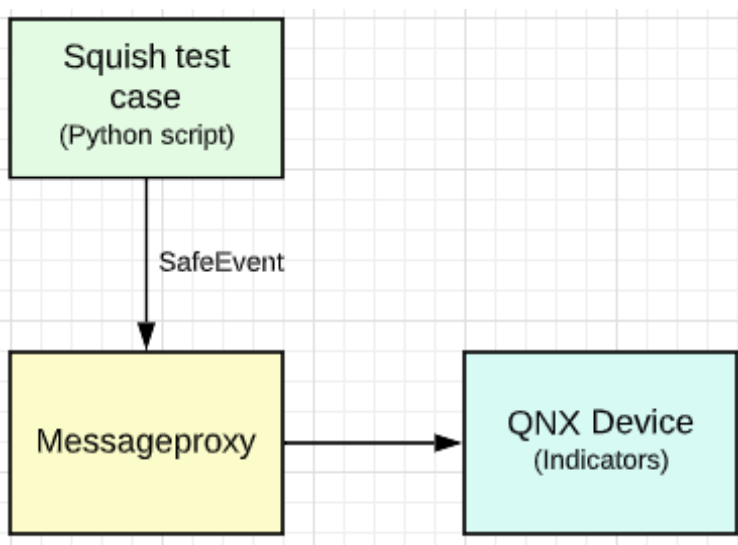 Squish test
case
(Python script)
SafeEvent
Messageproxy
QNX Device
(Indicators)